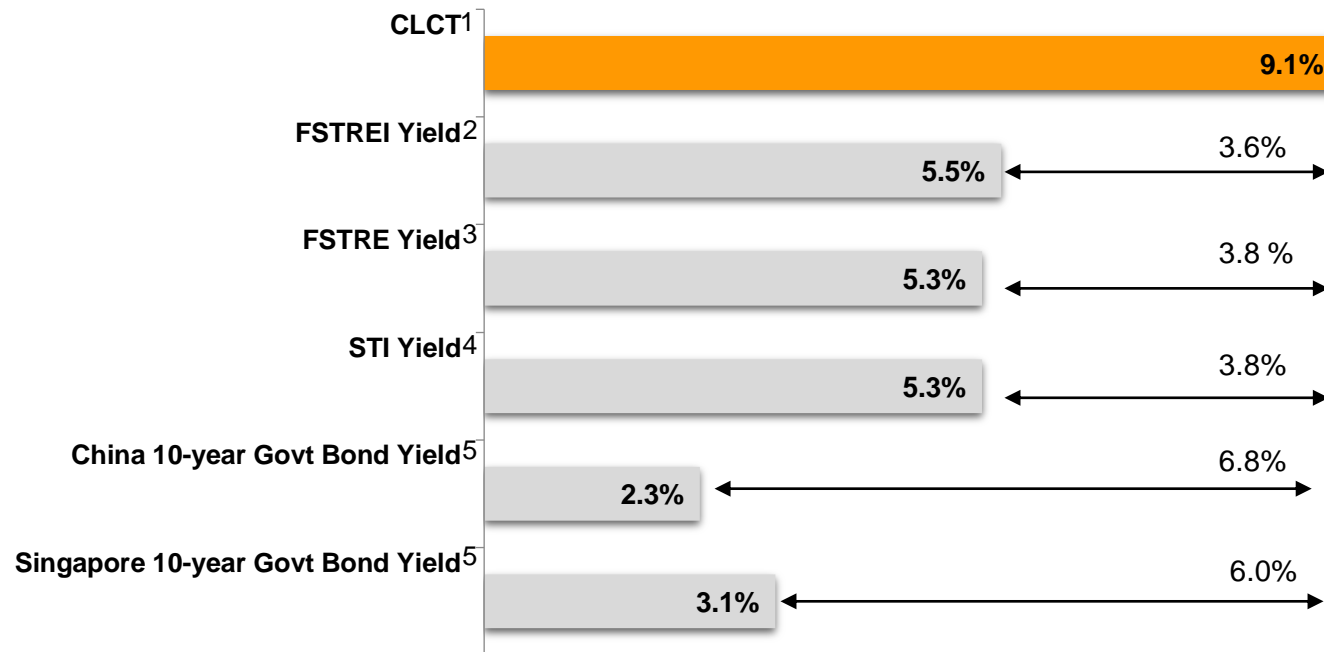 CLCT1
9.1%
FSTREI Yield2
5.5%
3.6%
FSTRE Yield3
5.3%
3.8 %
STI Yield4
5.3%
3.8%
China 10-year Govt Bond Yield5
2.3%
6.8%
Singapore 10-year Govt Bond Yield5
3.1%
6.0%